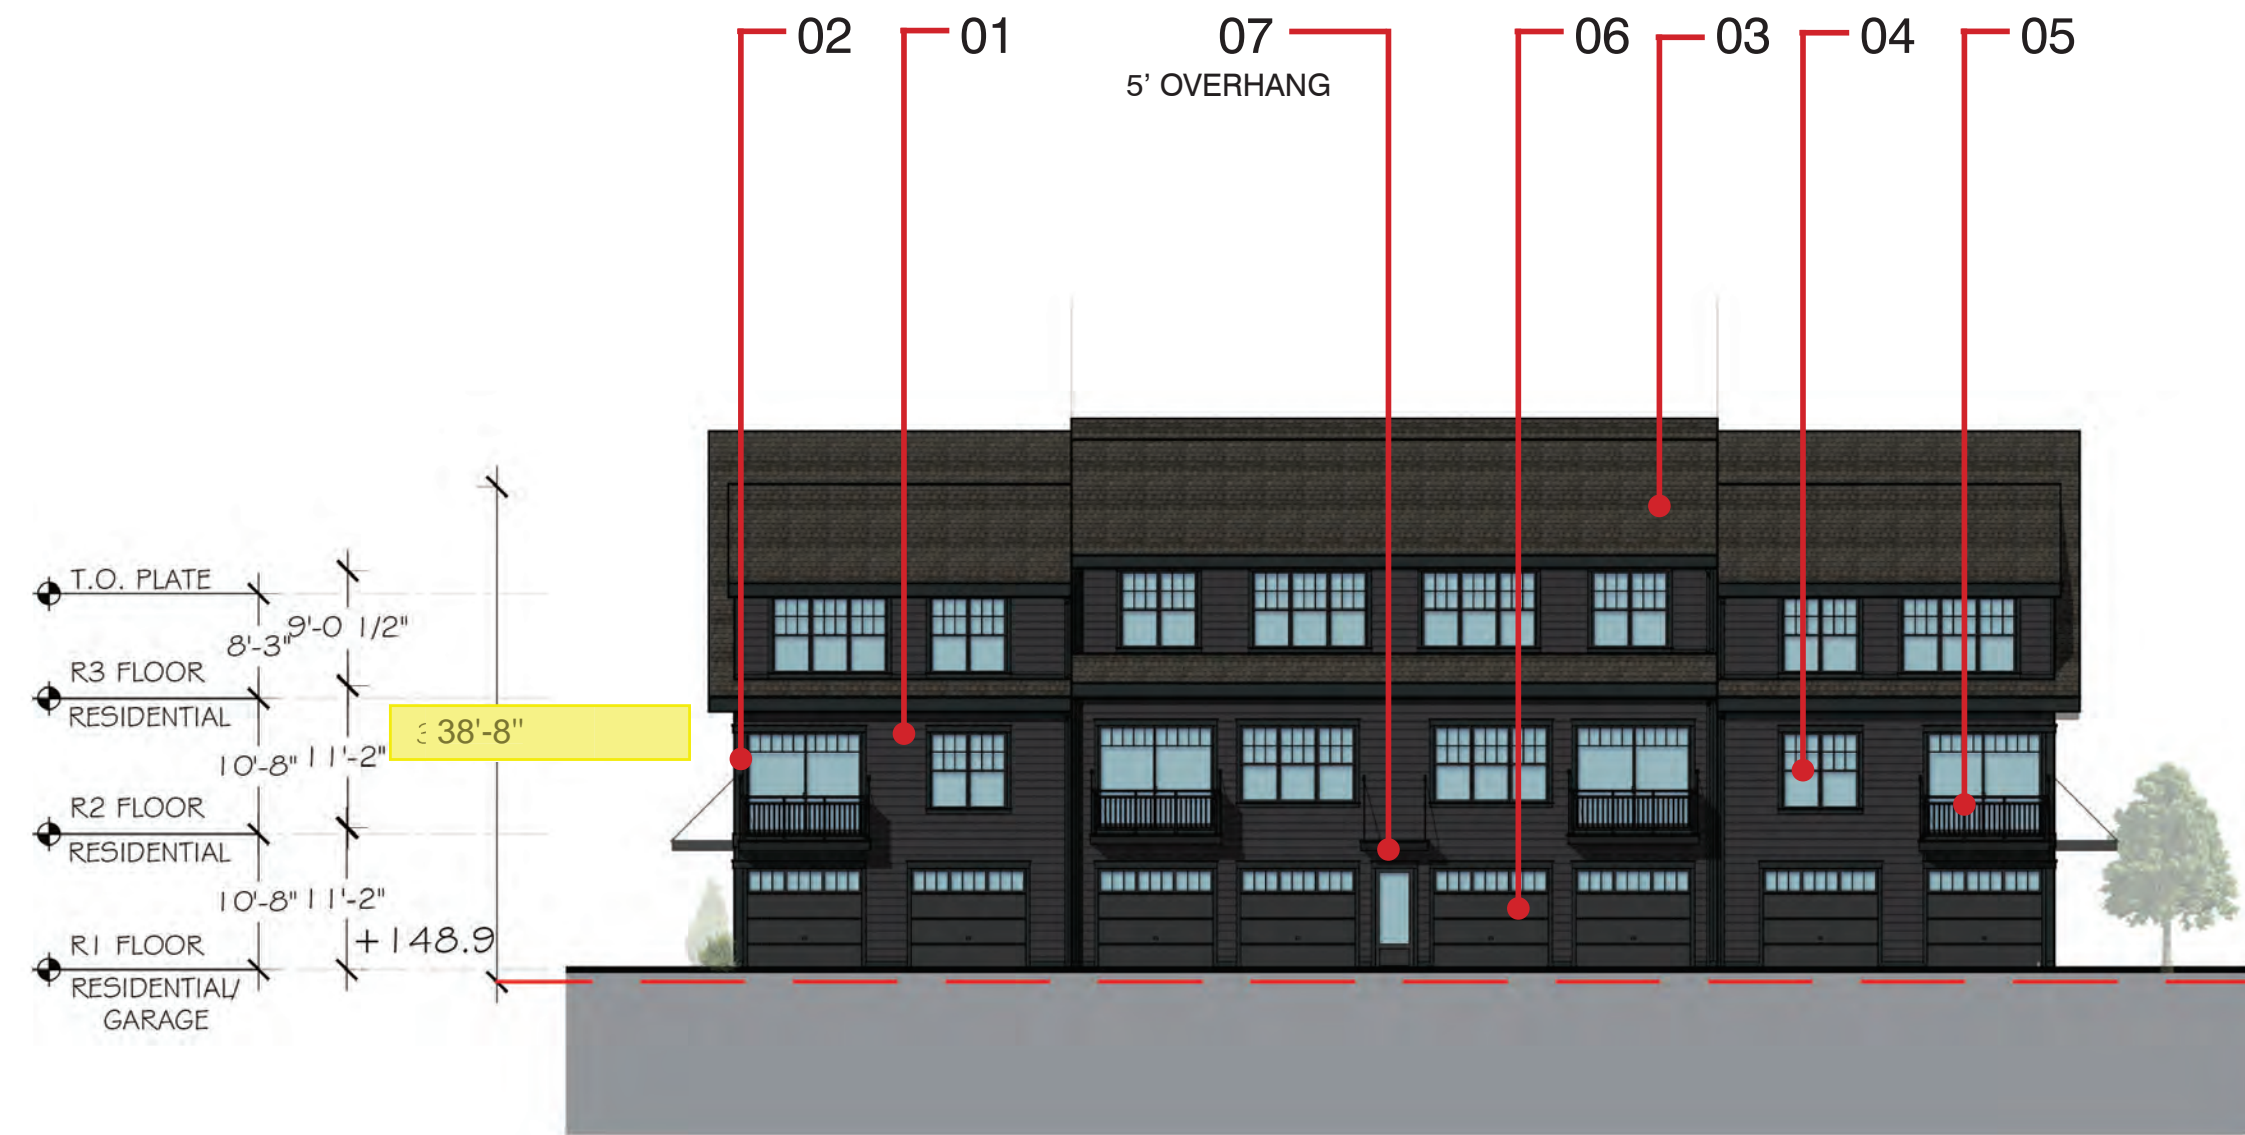 02 01 07 06 03 04 05
5’ OVERHANG
T.O. PLATE
8'-3" 9'-0 1/2"
R3 FLOOR
RESIDENTIAL
38'-8"
10'-8" 11'-2"
R2 FLOOR
RESIDENTIAL
10'-8" 11'-2"
+148.9
R1 FLOOR
RESIDENTIAL/
GARAGE